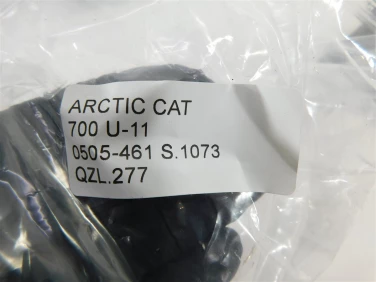 ARCTIC CAT
700 U-11
0505-461 S.1073
QZL.277